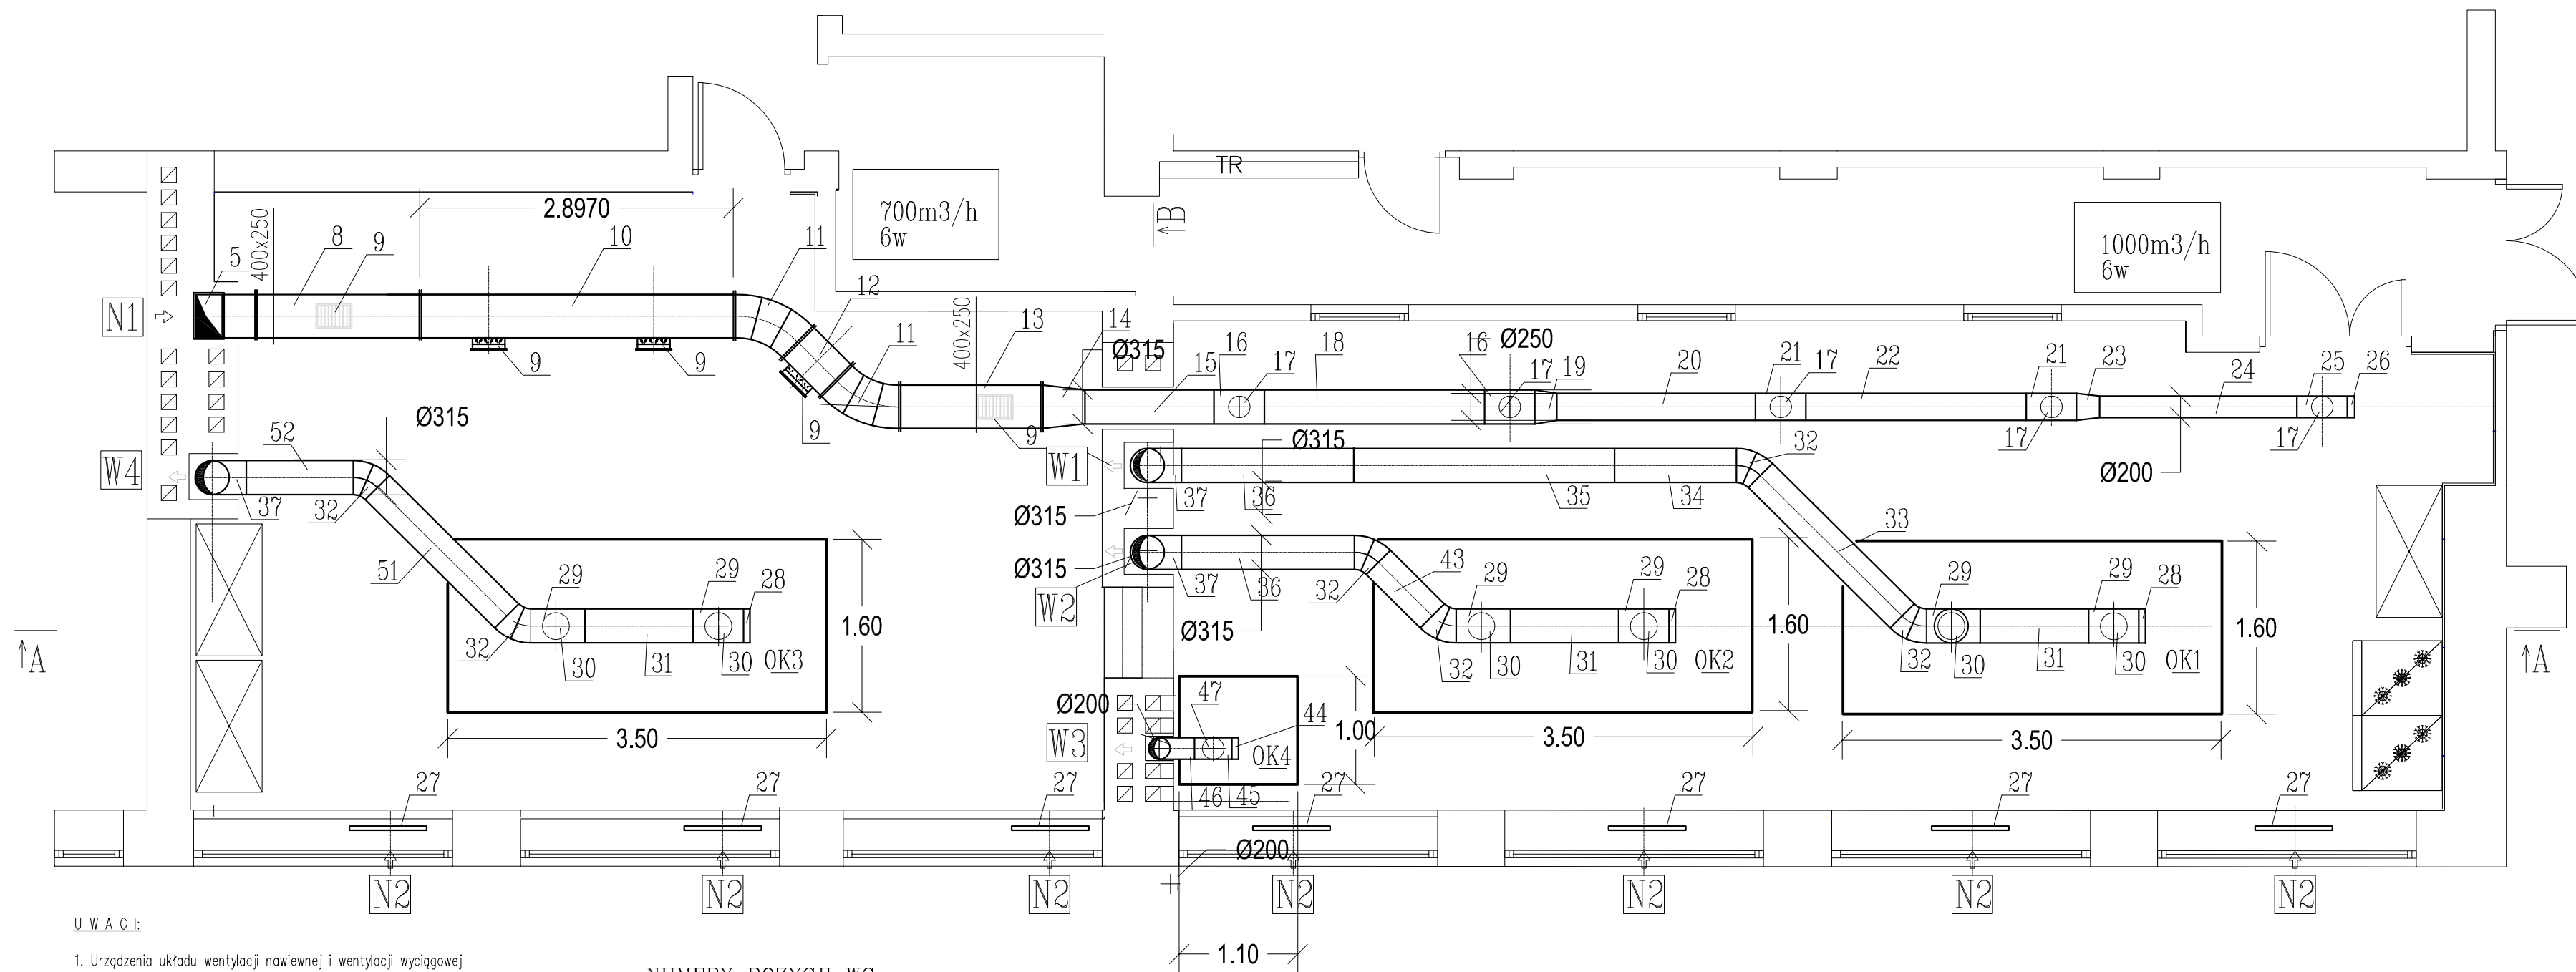 TR
700m3/h
6w
B
1000m3/h
6w
2.8970
400x250
5
8
9
10
11
12
N1
9
9
11
9
400x250
13
14
Ø315
9
15
16
17
18
16
Ø250
17
19
20
21
17
22
21
17
23
24
25
26
17
Ø200
52
Ø315
W4
37
32
51
W1
Ø315
37
36
35
34
32
Ø315
33
Ø315
W2
37
36
Ø315
32
43
29
29
28
32
30
31
30
OK3
1.60
3.50
29
29
28
32
30
31
30
OK2
1.60
3.50
29
29
28
32
30
31
30
OK1
1.60
3.50
A
A
Ø200
47
44
1.00
W3
OK4
46
45
27
27
27
27
27
27
27
Ø200
N2
N2
N2
N2
N2
N2
N2
1.10
U W A G I:
1. Urządzenia układu wentylacji nawiewnej i wentylacji wyciągowej
NUMERY POZYCJI WG